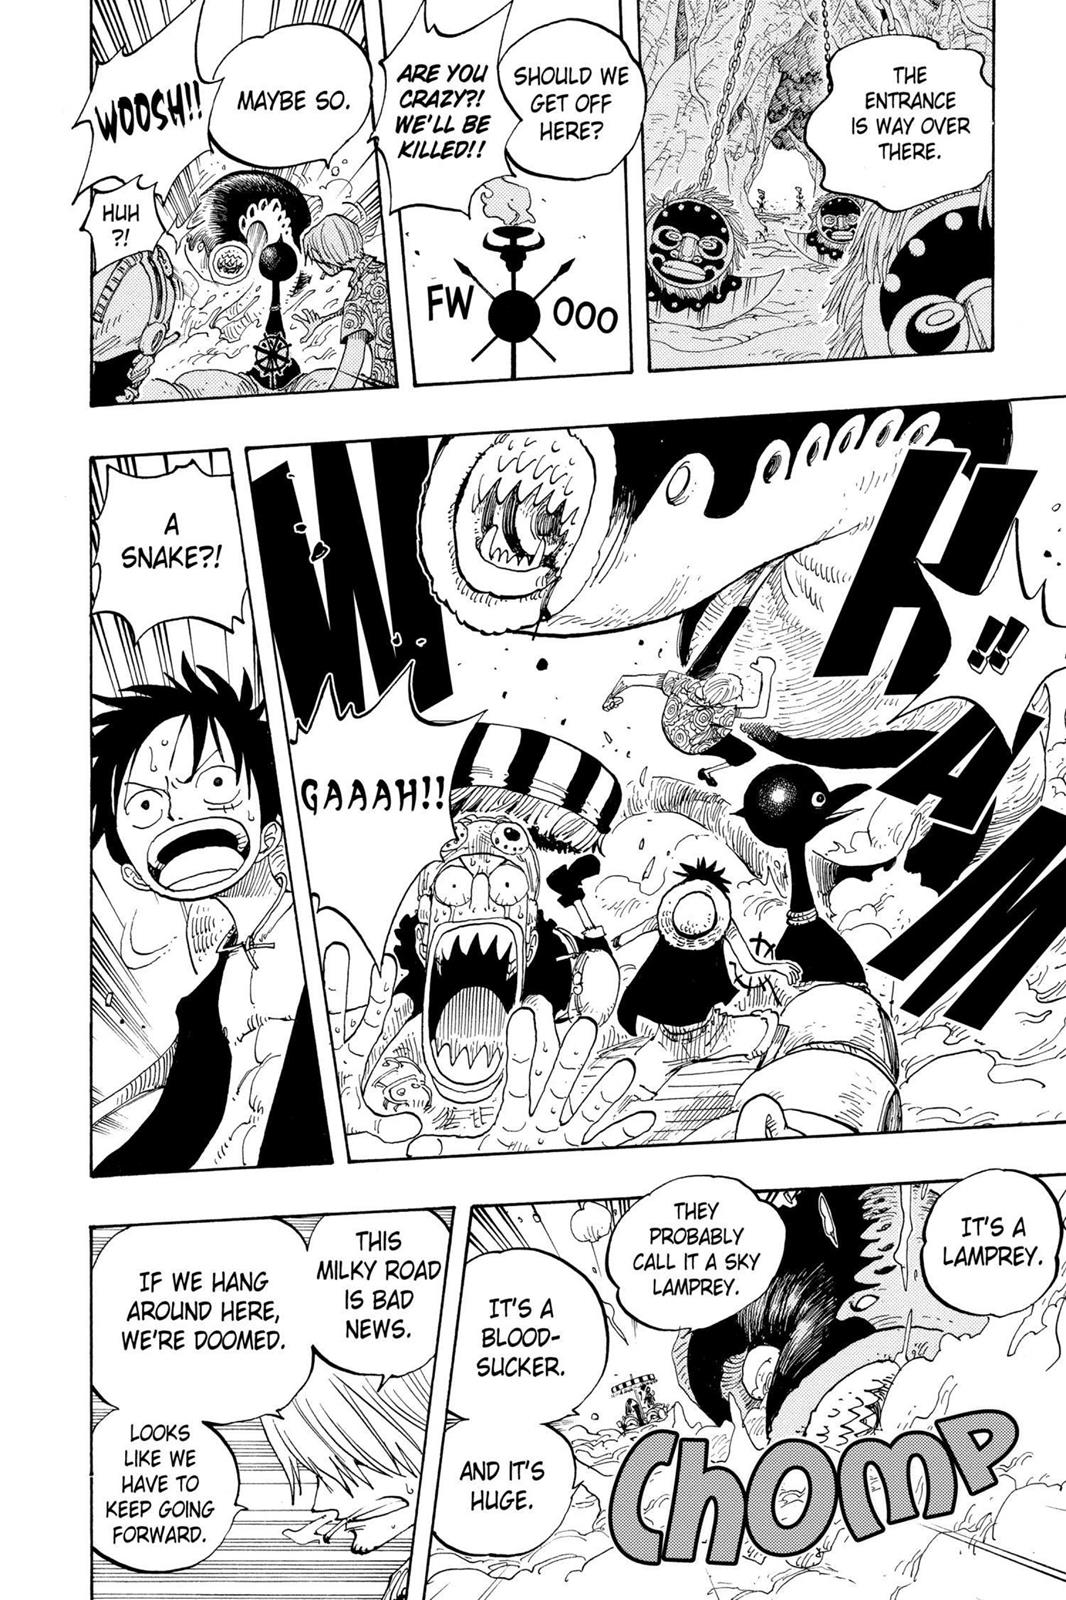 THE
ENTRANCE
IS WAY OVER
THERE.
SHOULD WE
GET OFF
HERE?
ARE YOU
CRAZY?!
WE'LL BE
KILLED!!
FWOOO
MAYBE SO.
WOOSH!!
HUH
?!
WHAM
!!
GAAAH!!
A
SNAKE?!
IT'S A
LAMPREY.
THEY
PROBABLY
CALL IT A SKY
LAMPREY.
IT'S A
BLOOD-
SUCKER.
AND IT'S
HUGE.
CHOMP
THIS
MILKY ROAD
IS BAD
NEWS.
IF WE HANG
AROUND HERE,
WE'RE DOOMED.
LOOKS
LIKE WE
HAVE TO
KEEP GOING
FORWARD.